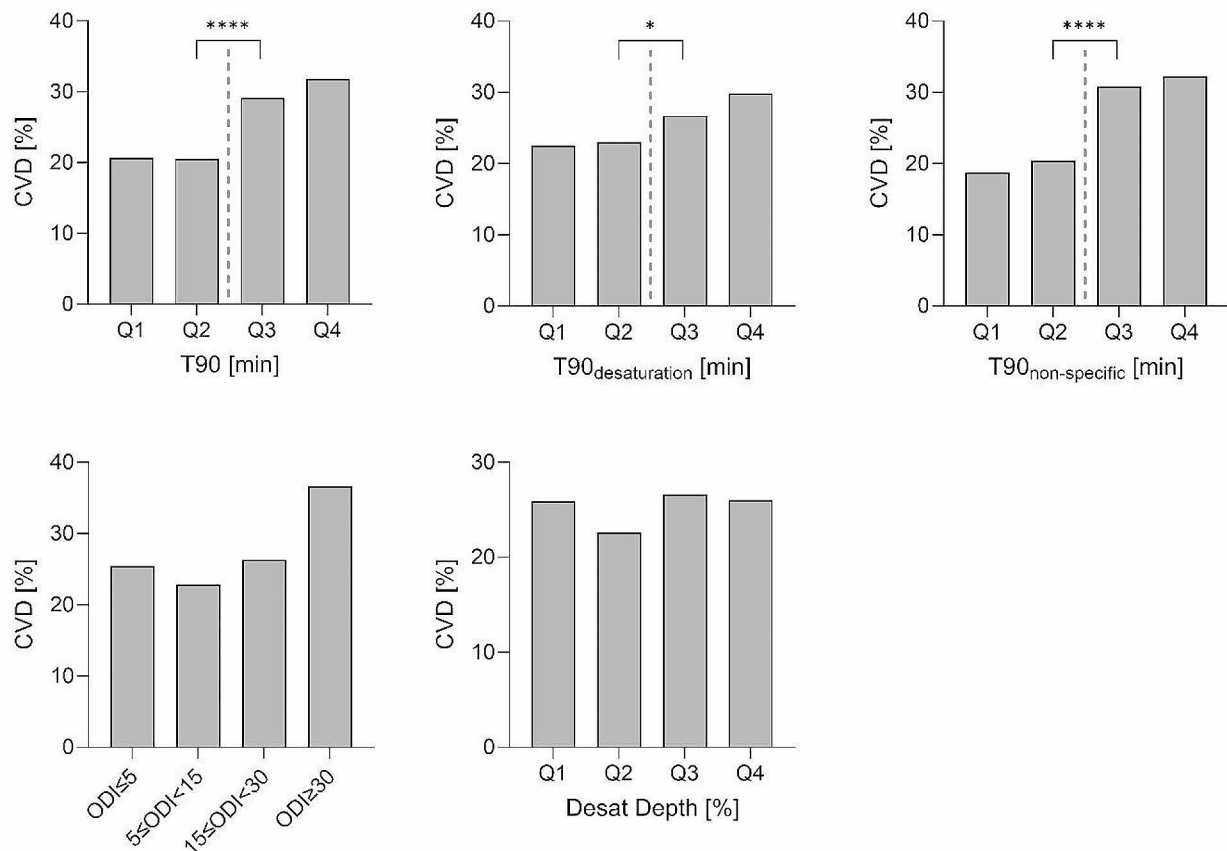 ****
40
30
20
10
0
CVD [%]
Q1 Q2 Q3 Q4
T90 [min]
*
40
30
20
10
0
CVD [%]
Q1 Q2 Q3 Q4
T90desaturation [min]
****
40
30
20
10
0
CVD [%]
Q1 Q2 Q3 Q4
T90non-specific [min]
40
30
20
10
0
CVD [%]
ODI≤5
5≤ODI<15
15≤ODI<30
ODI≥30
30
20
10
0
CVD [%]
Q1 Q2 Q3 Q4
Desat Depth [%]